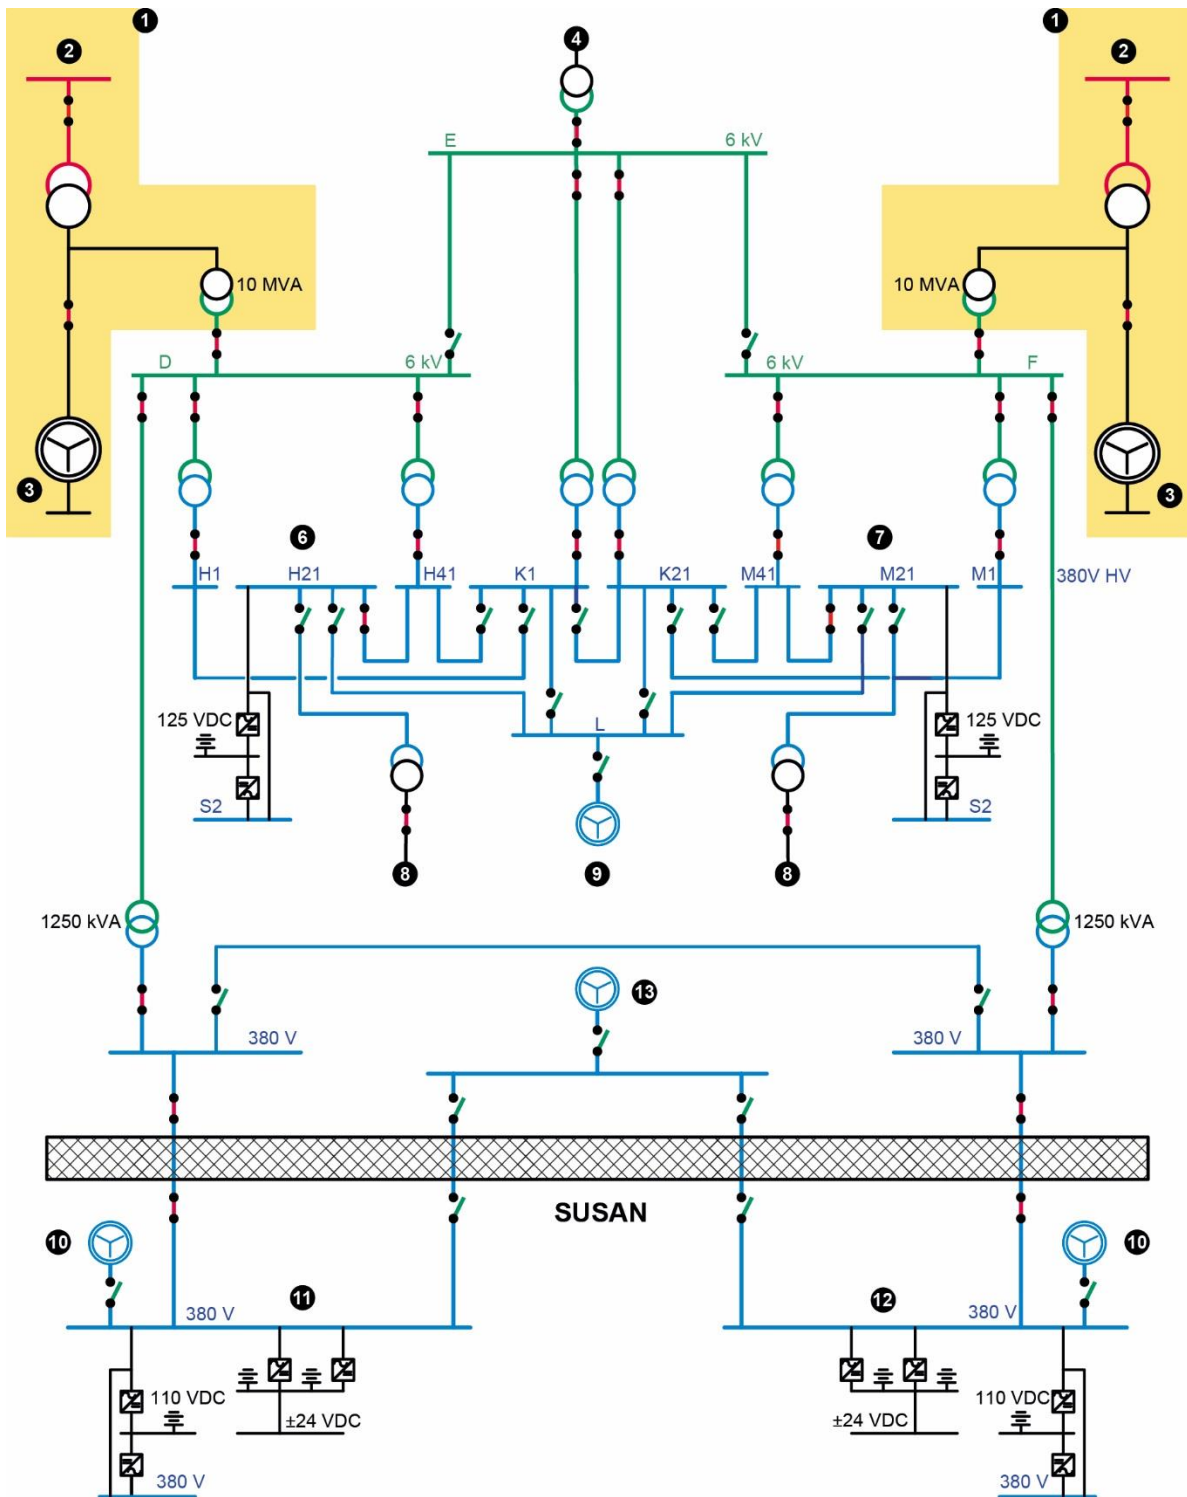 1
1
2
2
4
E
6 kV
10 MVA
10 MVA
D
6 kV
6 kV
F
3
3
6
7
H1
H21
H41
K1
K21
M41
M21
M1
380V HV
125 VDC
125 VDC
L
S2
S2
8
9
8
1250 kVA
1250 kVA
13
380 V
380 V
SUSAN
10
10
11
12
380 V
380 V
110 VDC
±24 VDC
±24 VDC
110 VDC
380 V
380 V